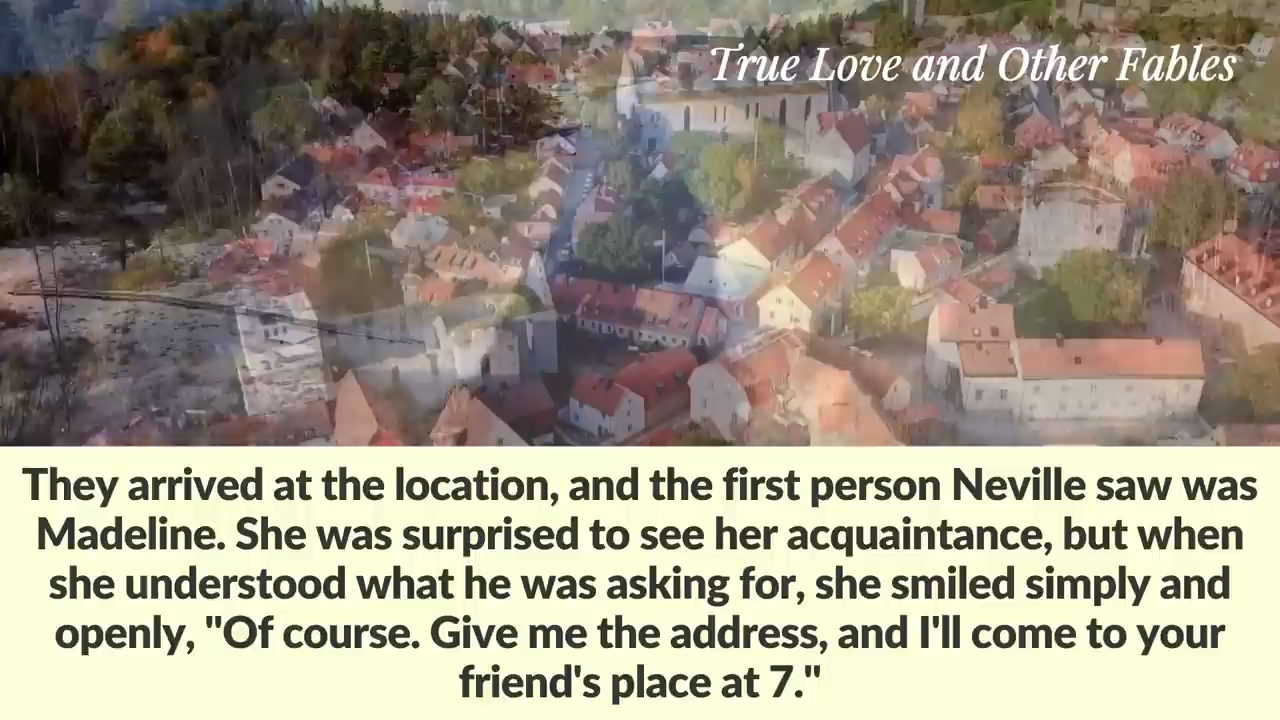 True Love and Other Fables
They arrived at the location, and the first person Neville saw was
Madeline. She was surprised to see her acquaintance, but when
she understood what he was asking for, she smiled simply and
openly, "Of course. Give me the address, and I'll come to your
friend's place at 7."